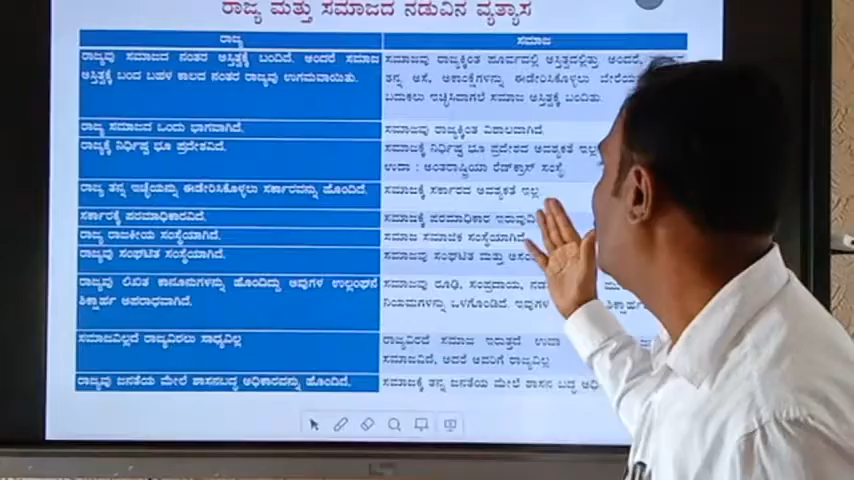 ರಾಜ್ಯ ಮತ್ತು ಸಮಾಜದ ನಡುವಿನ ವ್ಯತ್ಯಾಸ
ರಾಜ್ಯ
ಸಮಾಜ
ರಾಜ್ಯವು ಸಮಾಜದ ನಂತರ ಅಸ್ತಿತ್ವಕ್ಕೆ ಬಂದಿದೆ. ಅಂದರೆ ಸಮಾಜ
ಅಸ್ತಿತ್ವಕ್ಕೆ ಬಂದ ಬಹಳ ಕಾಲದ ನಂತರ ರಾಜ್ಯವು ಉಗಮವಾಯಿತು.
ಸಮಾಜವು ರಾಜ್ಯಕ್ಕಿಂತ ಪೂರ್ವದಲ್ಲಿ ಅಸ್ತಿತ್ವದಲ್ಲಿತ್ತು ಅಂದರೆ,
ತನ್ನ ಆಸೆ, ಆಕಾಂಕ್ಷೆಗಳನ್ನು ಈಡೇರಿಸಿಕೊಳ್ಳಲು
ಬದುಕಲು ಇಚ್ಛಿಸಿದಾಗಲೆ ಸಮಾಜ ಅಸ್ತಿತ್ವಕ್ಕೆ ಬಂದಿತು
ರಾಜ್ಯ ಸಮಾಜದ ಒಂದು ಭಾಗವಾಗಿದೆ.
ಸಮಾಜವು ರಾಜ್ಯಕ್ಕಿಂತ ವಿಶಾಲವಾಗಿದೆ
ರಾಜ್ಯಕ್ಕೆ ನಿರ್ಧಿಷ್ಟ ಭೂ ಪ್ರದೇಶವಿದೆ.
ಸಮಾಜಕ್ಕೆ ನಿರ್ಧಿಷ್ಟ ಭೂ ಪ್ರದೇಶದ ಅವಶ್ಯಕತೆ ಇಲ್ಲ
ಉದಾ : ಅಂತರಾಷ್ಟ್ರೀಯ ರೆಡ್‌ಕ್ರಾಸ್ ಸಂಸ್ಥೆ
ರಾಜ್ಯ ತನ್ನ ಇಚ್ಛೆಯನ್ನು ಈಡೇರಿಸಿಕೊಳ್ಳಲು ಸರ್ಕಾರವನ್ನು ಹೊಂದಿದೆ.
ಸಮಾಜಕ್ಕೆ ಸರ್ಕಾರದ ಅವಶ್ಯಕತೆ ಇಲ್ಲ
ಸರ್ಕಾರಕ್ಕೆ ಪರಮಾಧಿಕಾರವಿದೆ.
ಸಮಾಜಕ್ಕೆ ಪರಮಾಧಿಕಾರ
ರಾಜ್ಯ ರಾಜಕೀಯ ಸಂಸ್ಥೆಯಾಗಿದೆ.
ಸಮಾಜ ಸಮಾಜಿಕ ಸಂಸ್ಥೆಯಾಗಿದೆ.
ರಾಜ್ಯವು ಸಂಘಟಿತ ಸಂಸ್ಥೆಯಾಗಿದೆ.
ಸಮಾಜವು ಸಂಘಟಿತ ಮತ್ತು
ರಾಜ್ಯವು ಲಿಖಿತ ಕಾನೂನುಗಳನ್ನು ಹೊಂದಿದ್ದು ಅವುಗಳ ಉಲ್ಲಂಘನೆ
ಶಿಕ್ಷಾರ್ಹ ಅಪರಾಧವಾಗಿದೆ.
ಸಮಾಜವು ರೂಢಿ, ಸಂಪ್ರದಾಯ,
ನಿಯಮಗಳನ್ನು ಒಳಗೊಂಡಿದೆ.
ಸಮಾಜವಿಲ್ಲದೆ ರಾಜ್ಯವಿರಲು ಸಾಧ್ಯವಿಲ್ಲ
ರಾಜ್ಯವಿರದೆ ಸಮಾಜ ಇರುತ್ತದೆ ಉದಾ
ಸಮಾಜವಿದೆ, ಆದರೆ ಅವರಿಗೆ ರಾಜ್ಯವಿಲ್ಲ
ರಾಜ್ಯವು ಜನತೆಯ ಮೇಲೆ ಶಾಸನಬದ್ಧ ಅಧಿಕಾರವನ್ನು ಹೊಂದಿದೆ.
ಸಮಾಜಕ್ಕೆ ತನ್ನ ಜನತೆಯ ಮೇಲೆ ಶಾಸನ ಬದ್ಧ